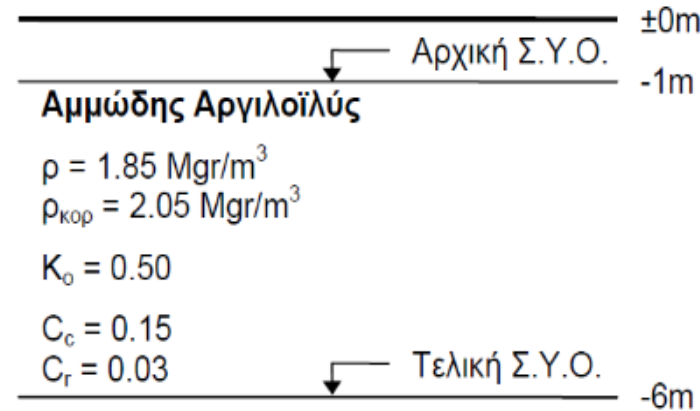 ±0m
Αρχική Σ.Υ.Ο.
-1m
Αμμώδης Αργιλοϊλύς
ρ = 1.85 Mgr/m³
ρκορ = 2.05 Mgr/m³
Κο = 0.50
Cc = 0.15
Cr = 0.03
Τελική Σ.Υ.Ο.
-6m